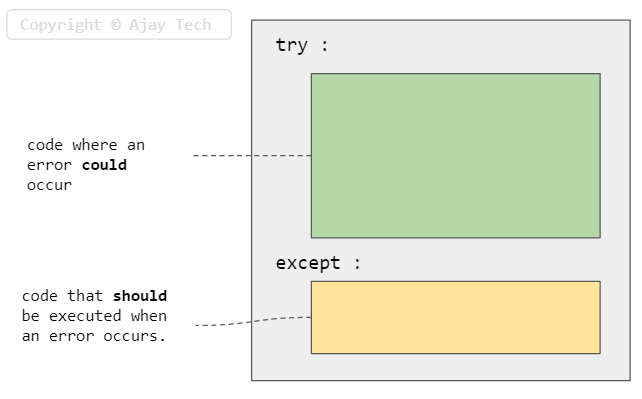 Copyright © Ajay Tech
try :
code where an
error could
occur
except :
code that should
be executed when
an error occurs.